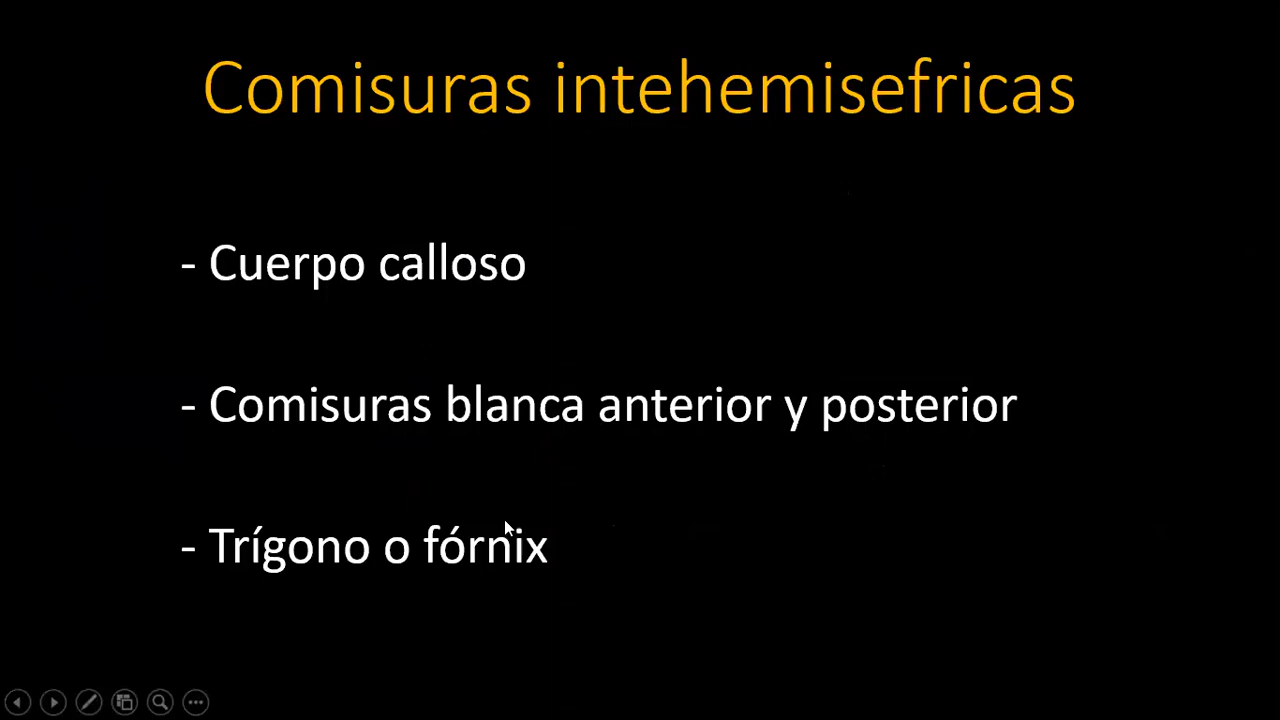 Comisuras intehemisefricas
- Cuerpo calloso
- Comisuras blanca anterior y posterior
- Trígono o fórnix